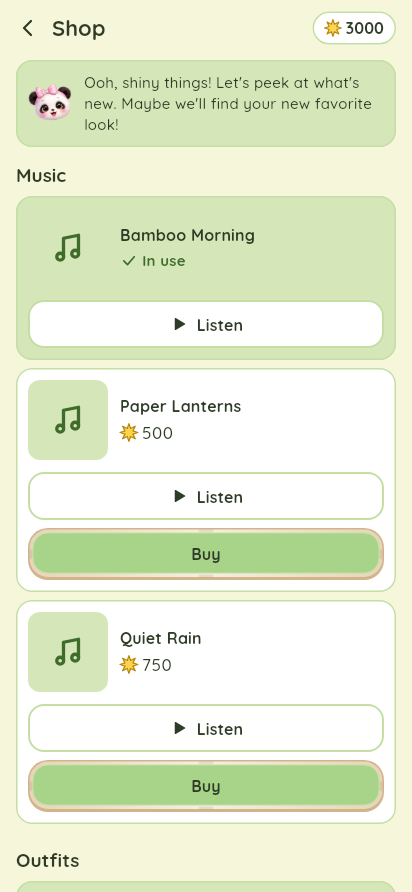 Shop
3000
Ooh, shiny things! Let's peek at what's
new. Maybe we'll find your new favorite
look!
Music
Bamboo Morning
In use
Listen
Paper Lanterns
500
Listen
Buy
Quiet Rain
750
Listen
Buy
Outfits